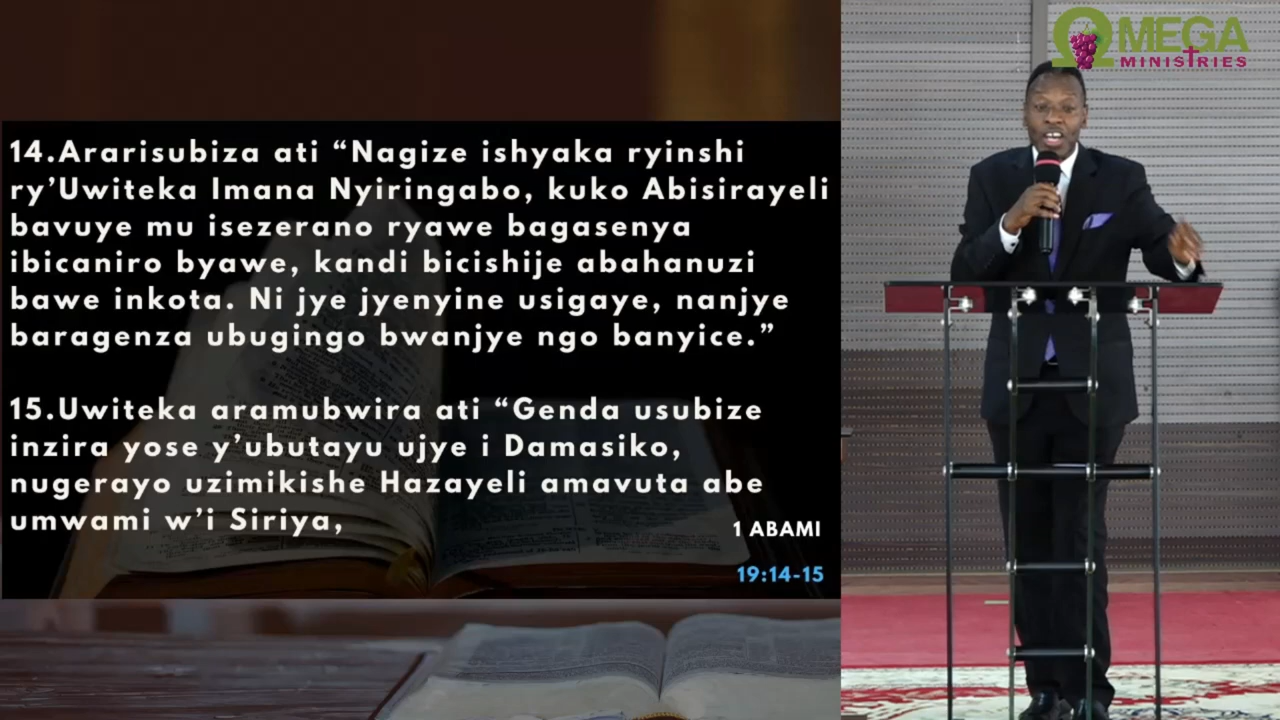 14.Ararisubiza ati “Nagize ishyaka ryinshi
ry’Uwiteka Imana Nyiringabo, kuko Abisirayeli
bavuye mu isezerano ryawe bagasenya
ibicaniro byawe, kandi bicishije abahanuzi
bawe inkota. Ni jye jyenyine usigaye, nanjye
baragenza ubugingo bwanjye ngo banyice.”
15.Uwiteka aramubwira ati “Genda usubize
inzira yose y’ubutayu ujye i Damasiko,
nugerayo uzimikishe Hazayeli amavuta abe
umwami w’i Siriya,
1 ABAMI
19:14-15
ΩMEGA
MINISTRIES